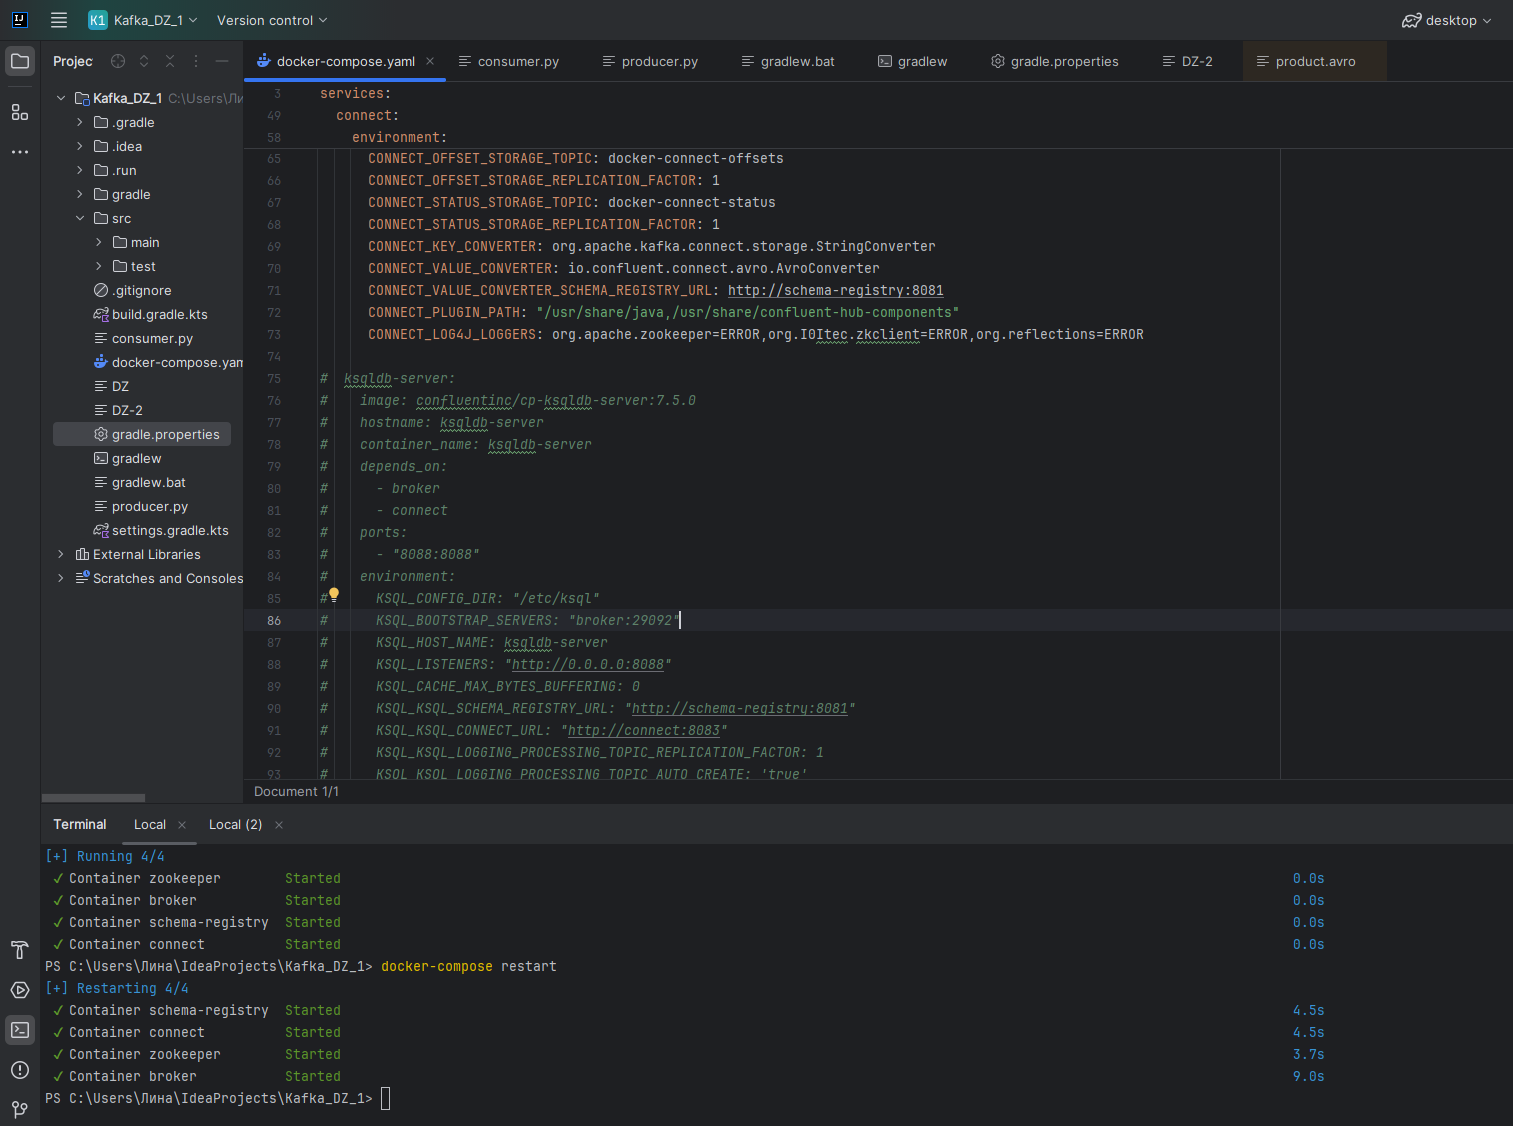 IJ
K1 Kafka_DZ_1 Version control desktop
Projec
docker-compose.yaml consumer.py producer.py gradlew.bat gradlew gradle.properties DZ-2 product.avro
Kafka_DZ_1 C:\Users\Ли
.gradle
.idea
.run
gradle
src
main
test
.gitignore
build.gradle.kts
consumer.py
docker-compose.yam
DZ
DZ-2
gradle.properties
gradlew
gradlew.bat
producer.py
settings.gradle.kts
External Libraries
Scratches and Consoles
3 services:
49 connect:
58 environment:
65 CONNECT_OFFSET_STORAGE_TOPIC: docker-connect-offsets
66 CONNECT_OFFSET_STORAGE_REPLICATION_FACTOR: 1
67 CONNECT_STATUS_STORAGE_TOPIC: docker-connect-status
68 CONNECT_STATUS_STORAGE_REPLICATION_FACTOR: 1
69 CONNECT_KEY_CONVERTER: org.apache.kafka.connect.storage.StringConverter
70 CONNECT_VALUE_CONVERTER: io.confluent.connect.avro.AvroConverter
71 CONNECT_VALUE_CONVERTER_SCHEMA_REGISTRY_URL: http://schema-registry:8081
72 CONNECT_PLUGIN_PATH: "/usr/share/java,/usr/share/confluent-hub-components"
73 CONNECT_LOG4J_LOGGERS: org.apache.zookeeper=ERROR,org.I0Itec.zkclient=ERROR,org.reflections=ERROR
74
75 # ksqldb-server:
76 # image: confluentinc/cp-ksqldb-server:7.5.0
77 # hostname: ksqldb-server
78 # container_name: ksqldb-server
79 # depends_on:
80 # - broker
81 # - connect
82 # ports:
83 # - "8088:8088"
84 # environment:
85 # KSQL_CONFIG_DIR: "/etc/ksql"
86 # KSQL_BOOTSTRAP_SERVERS: "broker:29092"
87 # KSQL_HOST_NAME: ksqldb-server
88 # KSQL_LISTENERS: "http://0.0.0.0:8088"
89 # KSQL_CACHE_MAX_BYTES_BUFFERING: 0
90 # KSQL_KSQL_SCHEMA_REGISTRY_URL: "http://schema-registry:8081"
91 # KSQL_KSQL_CONNECT_URL: "http://connect:8083"
92 # KSQL_KSQL_LOGGING_PROCESSING_TOPIC_REPLICATION_FACTOR: 1
93 # KSQL_KSQL_LOGGING_PROCESSING_TOPIC_AUTO_CREATE: 'true'
Document 1/1
Terminal Local Local (2)
[+] Running 4/4
✓ Container zookeeper Started 0.0s
✓ Container broker Started 0.0s
✓ Container schema-registry Started 0.0s
✓ Container connect Started 0.0s
PS C:\Users\Лина\IdeaProjects\Kafka_DZ_1> docker-compose restart
[+] Restarting 4/4
✓ Container schema-registry Started 4.5s
✓ Container connect Started 4.5s
✓ Container zookeeper Started 3.7s
✓ Container broker Started 9.0s
PS C:\Users\Лина\IdeaProjects\Kafka_DZ_1>